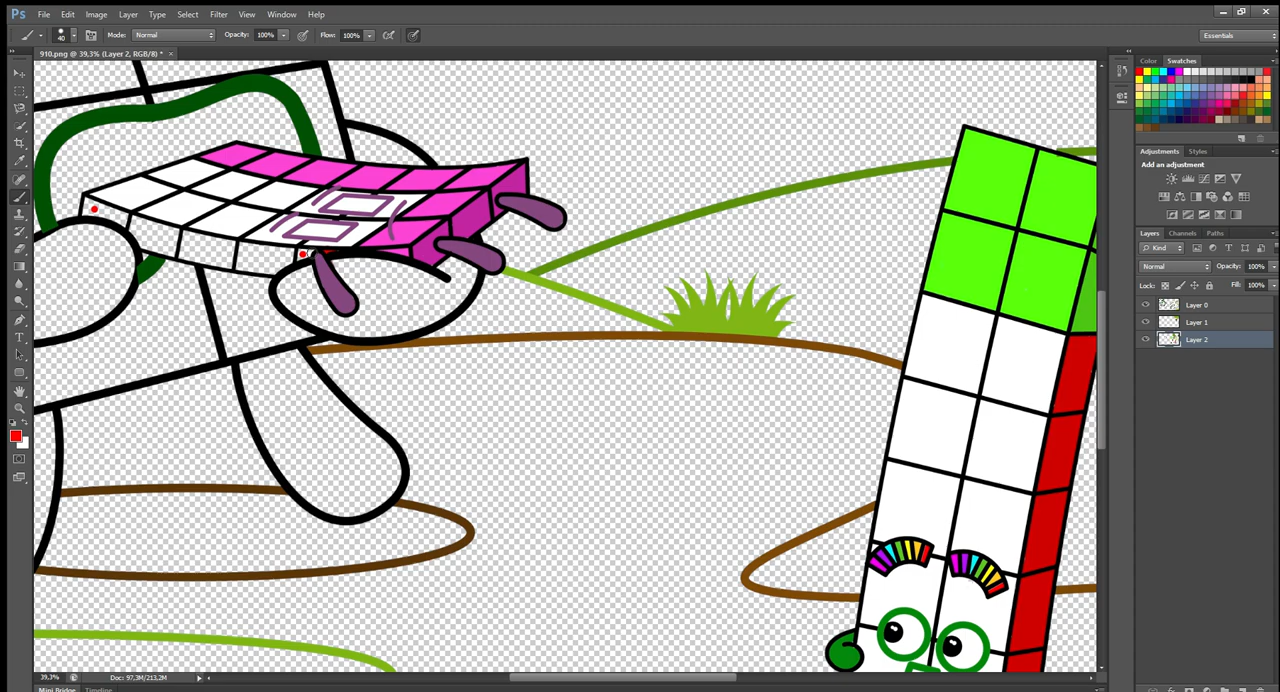 Ps File Edit Image Layer Type Select Filter View Window Help
40 Mode: Normal Opacity: 100% Flow: 100% Essentials
910.png @ 39,3% (Layer 2, RGB/8) *
Color Swatches
Adjustments Styles
Add an adjustment
Layers Channels Paths
Kind
Normal Opacity: 100%
Lock: Fill: 100%
Layer 0
Layer 1
Layer 2
39,3% Doc: 97,3M/213,2M
Mini Bridge Timeline